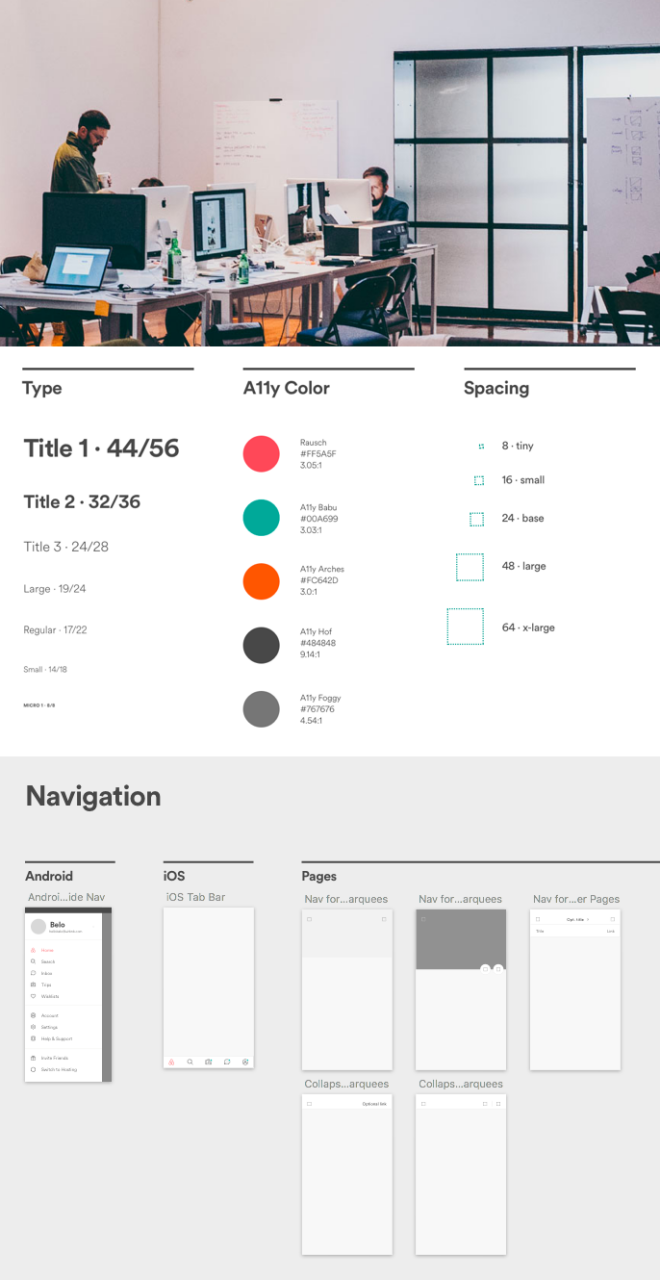 Type
A11y Color
Spacing
Title 1 · 44/56
Title 2 · 32/36
Title 3 · 24/28
Large · 19/24
Regular · 17/22
Small · 14/18
MICRO 1 · 8/8
Rausch
#FF5A5F
3.05:1
A11y Babu
#00A699
3.03:1
A11y Arches
#FC642D
3.0:1
A11y Hof
#484848
9.14:1
A11y Foggy
#767676
4.54:1
8 · tiny
16 · small
24 · base
48 · large
64 · x-large
Navigation
Android
iOS
Pages
Androi...ide Nav
iOS Tab Bar
Nav for...arquees
Nav for...arquees
Nav for...er Pages
Belo
Home
Search
Inbox
Trips
Wishlists
Account
Settings
Help & Support
Invite Friends
Switch to Hosting
Opt. title
Title
Link
Collaps...arquees
Collaps...arquees
Optional link